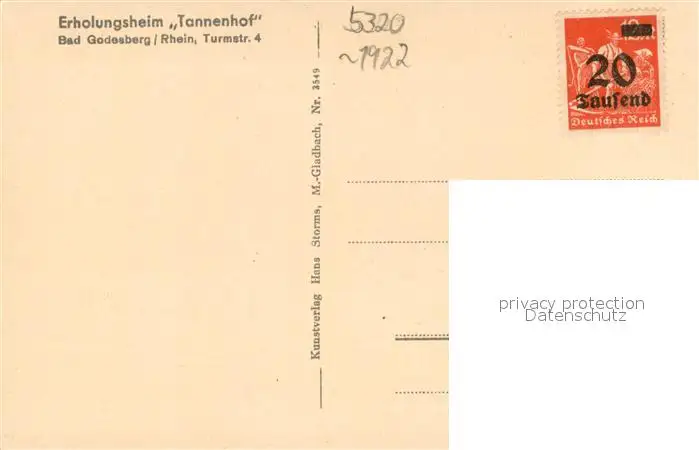 Erholungsheim „Tannenhof"
Bad Godesberg / Rhein, Turmstr. 4
5320
~1922
Kunstverlag Hans Storms, M.-Gladbach, Nr. 3549
20
Tausend
Deutsches Reich
privacy protection
Datenschutz